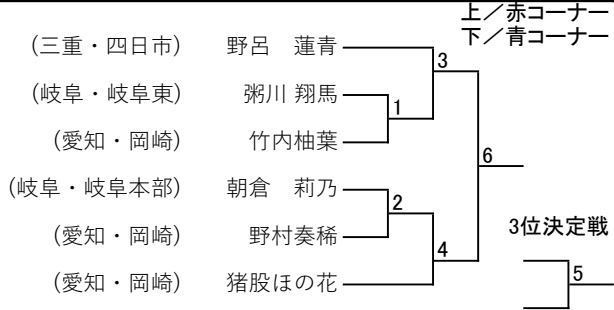 上／赤コーナー
下／青コーナー
(三重・四日市) 野呂　蓮青
3
(岐阜・岐阜東) 粥川 翔馬
1
(愛知・岡崎) 竹内柚葉
6
(岐阜・岐阜本部) 朝倉　莉乃
2
3位決定戦
(愛知・岡崎) 野村奏稀
4
5
(愛知・岡崎) 猪股ほの花